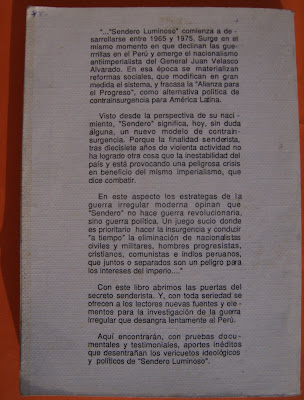 "..."Sendero Luminoso" comienza a de-
sarrollarse entre 1965 y 1975. Surge en el
mismo momento en que declinan las gue-
rrillas en el Perú y emerge el nacionalismo
antiimperialista del General Juan Velasco
Alvarado. En esa época se materializan
reformas sociales, que modifican en gran
medida el sistema, y fracasa la "Alianza para
el Progreso", como alternativa política de
contrainsurgencia para América Latina.
Visto desde la perspectiva de su naci-
miento, "Sendero" significa, hoy, sin duda
alguna, un nuevo modelo de contrain-
surgencia. Porque la finalidad senderista,
tras diecisiete años de violenta actividad no
ha logrado otra cosa que la inestabilidad del
país y está provocando una peligrosa crisis
en beneficio del mismo imperialismo, que
dice combatir.
En este aspecto los estrategas de la
guerra irregular moderna opinan que
"Sendero" no hace guerra revolucionaria,
sino guerra política. Un juego sucio donde
es prioritario hacer la insurgencia y conducir
"a tiempo" la eliminación de nacionalistas
civiles y militares, hombres progresistas,
cristianos, comunistas e indios peruanos,
que juntos o separados son un peligro para
los intereses del imperio...."
Con este libro abrimos las puertas del
secreto senderista. Y, con toda seriedad se
ofrecen a los lectores nuevas fuentes y ele-
mentos para la investigación de la guerra
irregular que desangra lentamente al Perú.
Aquí encontrarán, con pruebas docu-
mentales y testimoniales, aportes inéditos
que desentrañan los vericuetos ideológicos
y políticos de "Sendero Luminoso".